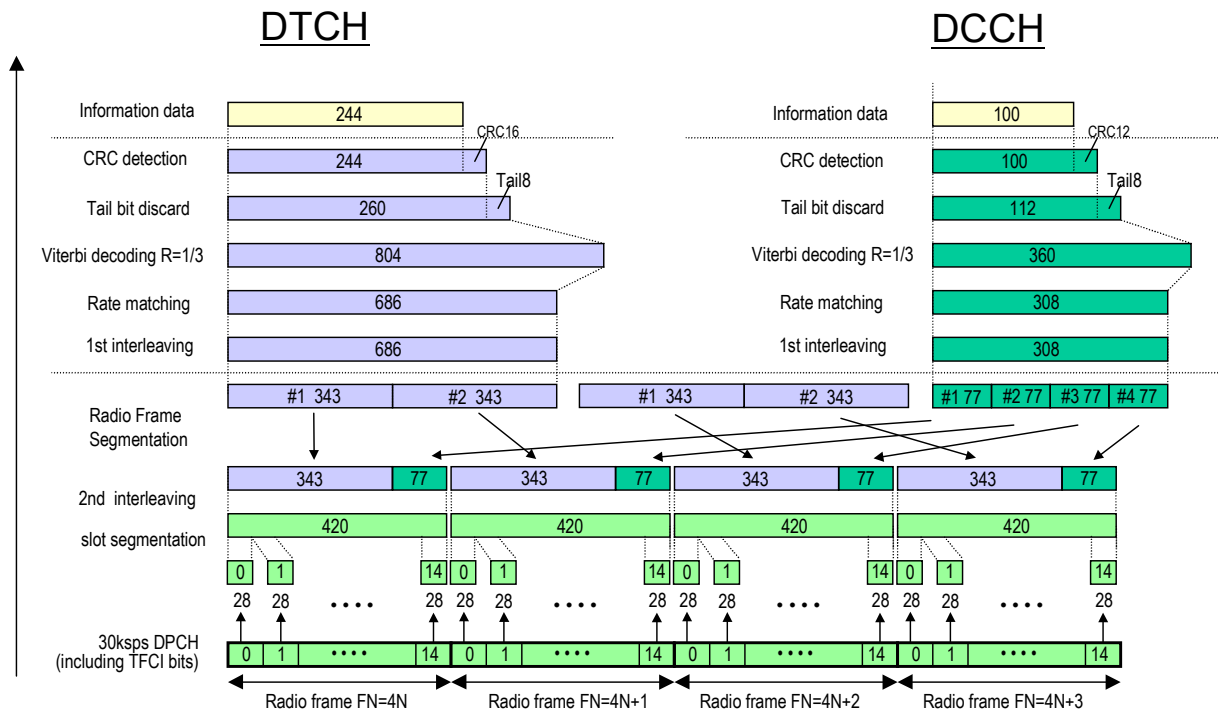 DTCH DCCH
Information data 244 Information data 100
CRC16 CRC12
CRC detection 244 CRC detection 100
Tail8 Tail8
Tail bit discard 260 Tail bit discard 112
Viterbi decoding R=1/3 804 Viterbi decoding R=1/3 360
Rate matching 686 Rate matching 308
1st interleaving 686 1st interleaving 308
#1 343 #2 343 #1 343 #2 343 #1 77 #2 77 #3 77 #4 77
Radio Frame
Segmentation
343 77 343 77 343 77 343 77
2nd interleaving
420 420 420 420
slot segmentation
0 1 14 0 1 14 0 1 14 0 1 14
28 28 •••• 28 28 28 •••• 28 28 28 •••• 28 28 28 •••• 28
30ksps DPCH
(including TFCI bits)
0 1 •••• 14 0 1 •••• 14 0 1 •••• 14 0 1 •••• 14
Radio frame FN=4N Radio frame FN=4N+1 Radio frame FN=4N+2 Radio frame FN=4N+3